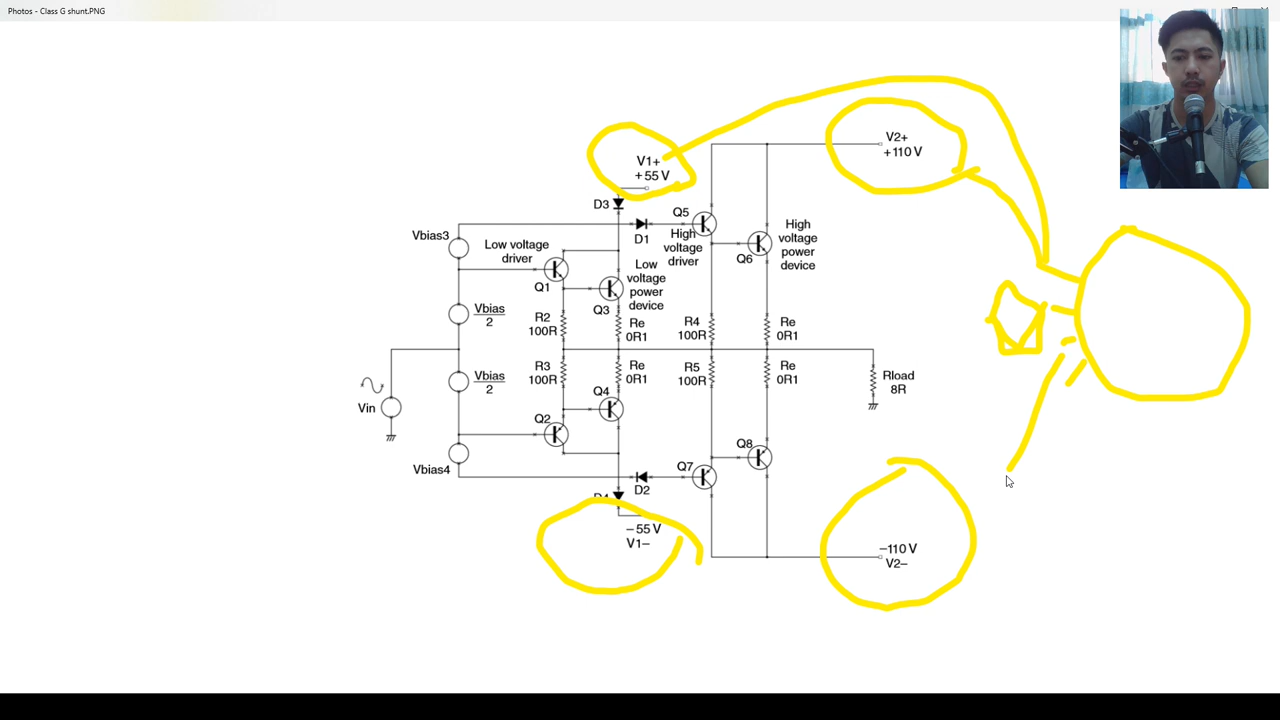 Photos - Class G shunt.PNG
V1+
+55 V
V2+
+110 V
D3
Q5
D1
High
voltage
driver
Q6
High
voltage
power
device
Vbias3
Low voltage
driver
Q1
Low
voltage
power
device
Q3
Vbias
2
R2
100R
Re
0R1
R4
100R
Re
0R1
R3
100R
Re
0R1
R5
100R
Re
0R1
Rload
8R
Vbias
2
Vin
Q4
Q2
Vbias4
Q7
Q8
D2
–55 V
V1–
–110 V
V2–